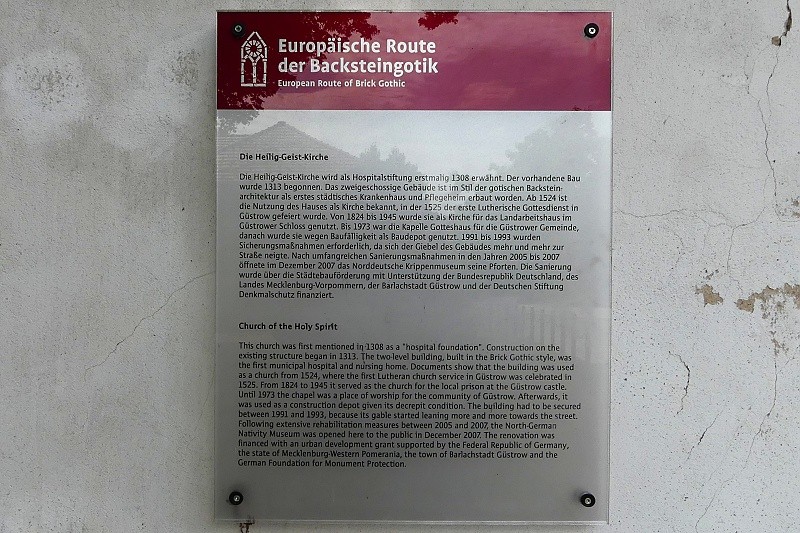 Europäische Route
der Backsteingotik
European Route of Brick Gothic
Die Heilig-Geist-Kirche
Die Heilig-Geist-Kirche wird als Hospitalstiftung erstmalig 1308 erwähnt. Der vorhandene Bau
wurde 1313 begonnen. Das zweigeschossige Gebäude ist im Stil der gotischen Backstein-
architektur als erstes städtisches Krankenhaus und Pflegeheim erbaut worden. Ab 1524 ist
die Nutzung des Hauses als Kirche bekannt, in der 1525 der erste Lutherische Gottesdienst in
Güstrow gefeiert wurde. Von 1824 bis 1945 wurde sie als Kirche für das Landarbeitshaus im
Güstrower Schloss genutzt. Bis 1973 war die Kapelle Gotteshaus für die Güstrower Gemeinde,
danach wurde sie wegen Baufälligkeit als Baudepot genutzt. 1991 bis 1993 wurden
Sicherungsmaßnahmen erforderlich, da sich der Giebel des Gebäudes mehr und mehr zur
Straße neigte. Nach umfangreichen Sanierungsmaßnahmen in den Jahren 2005 bis 2007
öffnete im Dezember 2007 das Norddeutsche Krippenmuseum seine Pforten. Die Sanierung
wurde über die Städtebauförderung mit Unterstützung der Bundesrepublik Deutschland, des
Landes Mecklenburg-Vorpommern, der Barlachstadt Güstrow und der Deutschen Stiftung
Denkmalschutz finanziert.
Church of the Holy Spirit
This church was first mentioned in 1308 as a "hospital foundation". Construction on the
existing structure began in 1313. The two-level building, built in the Brick Gothic style, was
the first municipal hospital and nursing home. Documents show that the building was used
as a church from 1524, where the first Lutheran church service in Güstrow was celebrated in
1525. From 1824 to 1945 it served as the church for the local prison at the Güstrow castle.
Until 1973 the chapel was a place of worship for the community of Güstrow. Afterwards, it
was used as a construction depot given its decrepit condition. The building had to be secured
between 1991 and 1993, because its gable started leaning more and more towards the street.
Following extensive rehabilitation measures between 2005 and 2007, the North-German
Nativity Museum was opened here to the public in December 2007. The renovation was
financed with an urban development grant supported by the Federal Republic of Germany,
the state of Mecklenburg-Western Pomerania, the town of Barlachstadt Güstrow and the
German Foundation for Monument Protection.